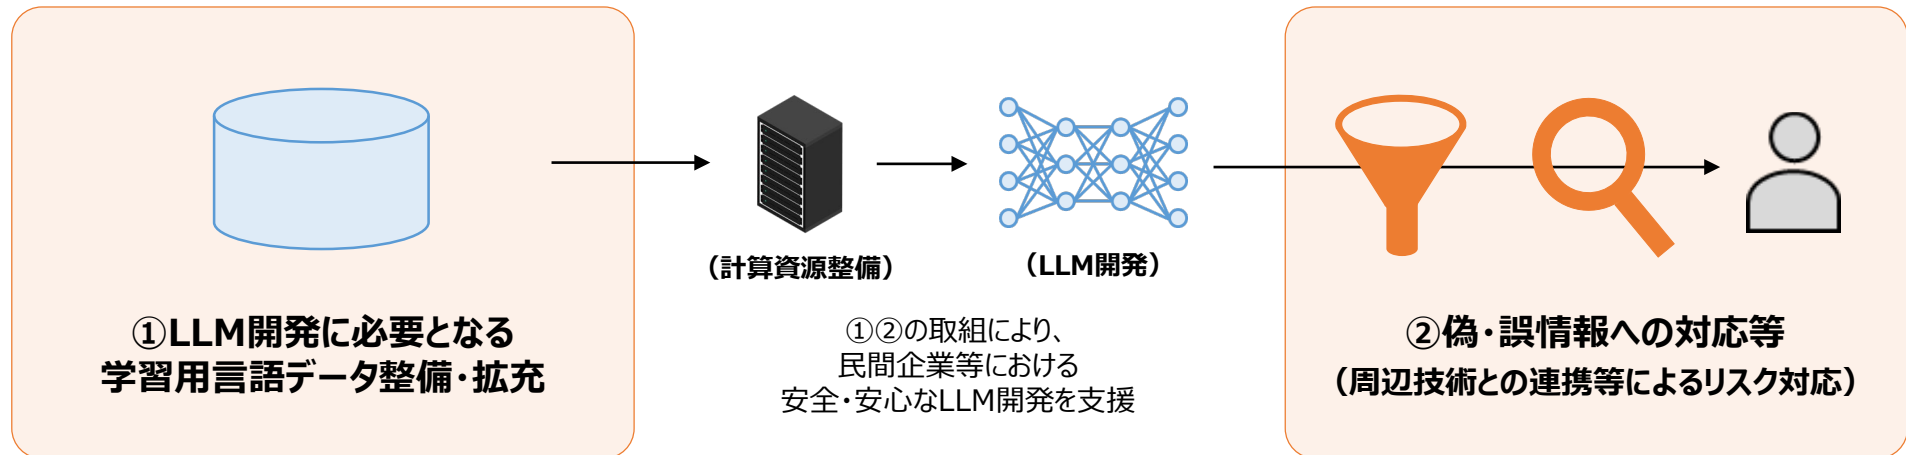 ①LLM開発に必要となる
学習用言語データ整備・拡充
（計算資源整備）
（LLM開発）
①②の取組により、
民間企業等における
安全・安心なLLM開発を支援
②偽・誤情報への対応等
（周辺技術との連携等によるリスク対応）